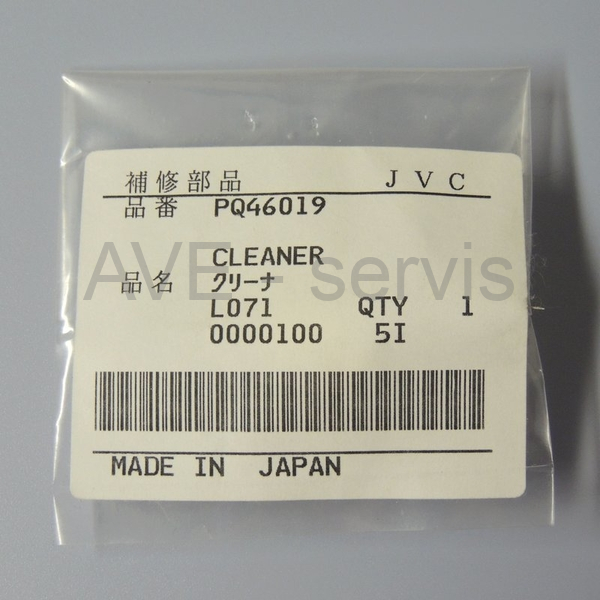 補修部品 JVC
品番 PQ46019
CLEANER
品名 クリーナ
L071 QTY 1
0000100 5I
MADE IN JAPAN
AVE - servis